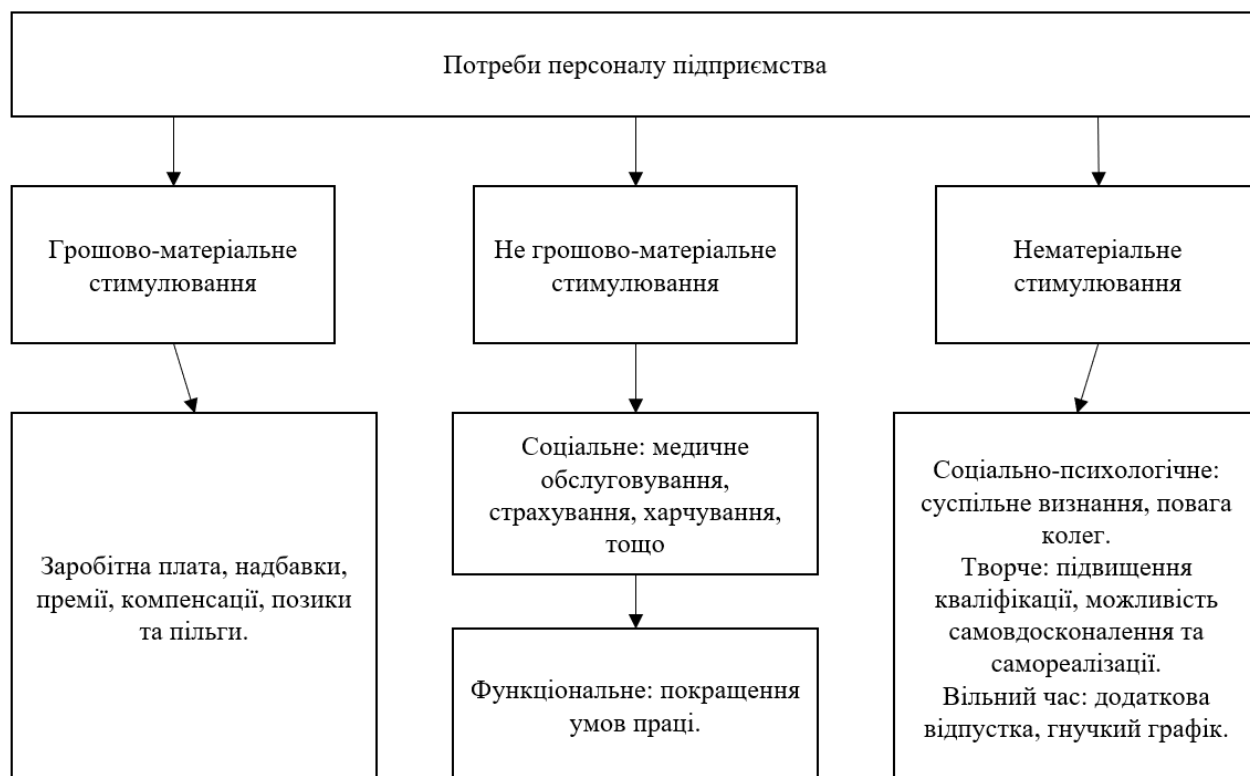 Потреби персоналу підприємства
Грошово-матеріальне
стимулювання
Не грошово-матеріальне
стимулювання
Нематеріальне
стимулювання
Заробітна плата, надбавки,
премії, компенсації, позики
та пільги.
Соціальне: медичне
обслуговування,
страхування, харчування,
тощо
Функціональне: покращення
умов праці.
Соціально-психологічне:
суспільне визнання, повага
колег.
Творче: підвищення
кваліфікації, можливість
самовдосконалення та
самореалізації.
Вільний час: додаткова
відпустка, гнучкий графік.